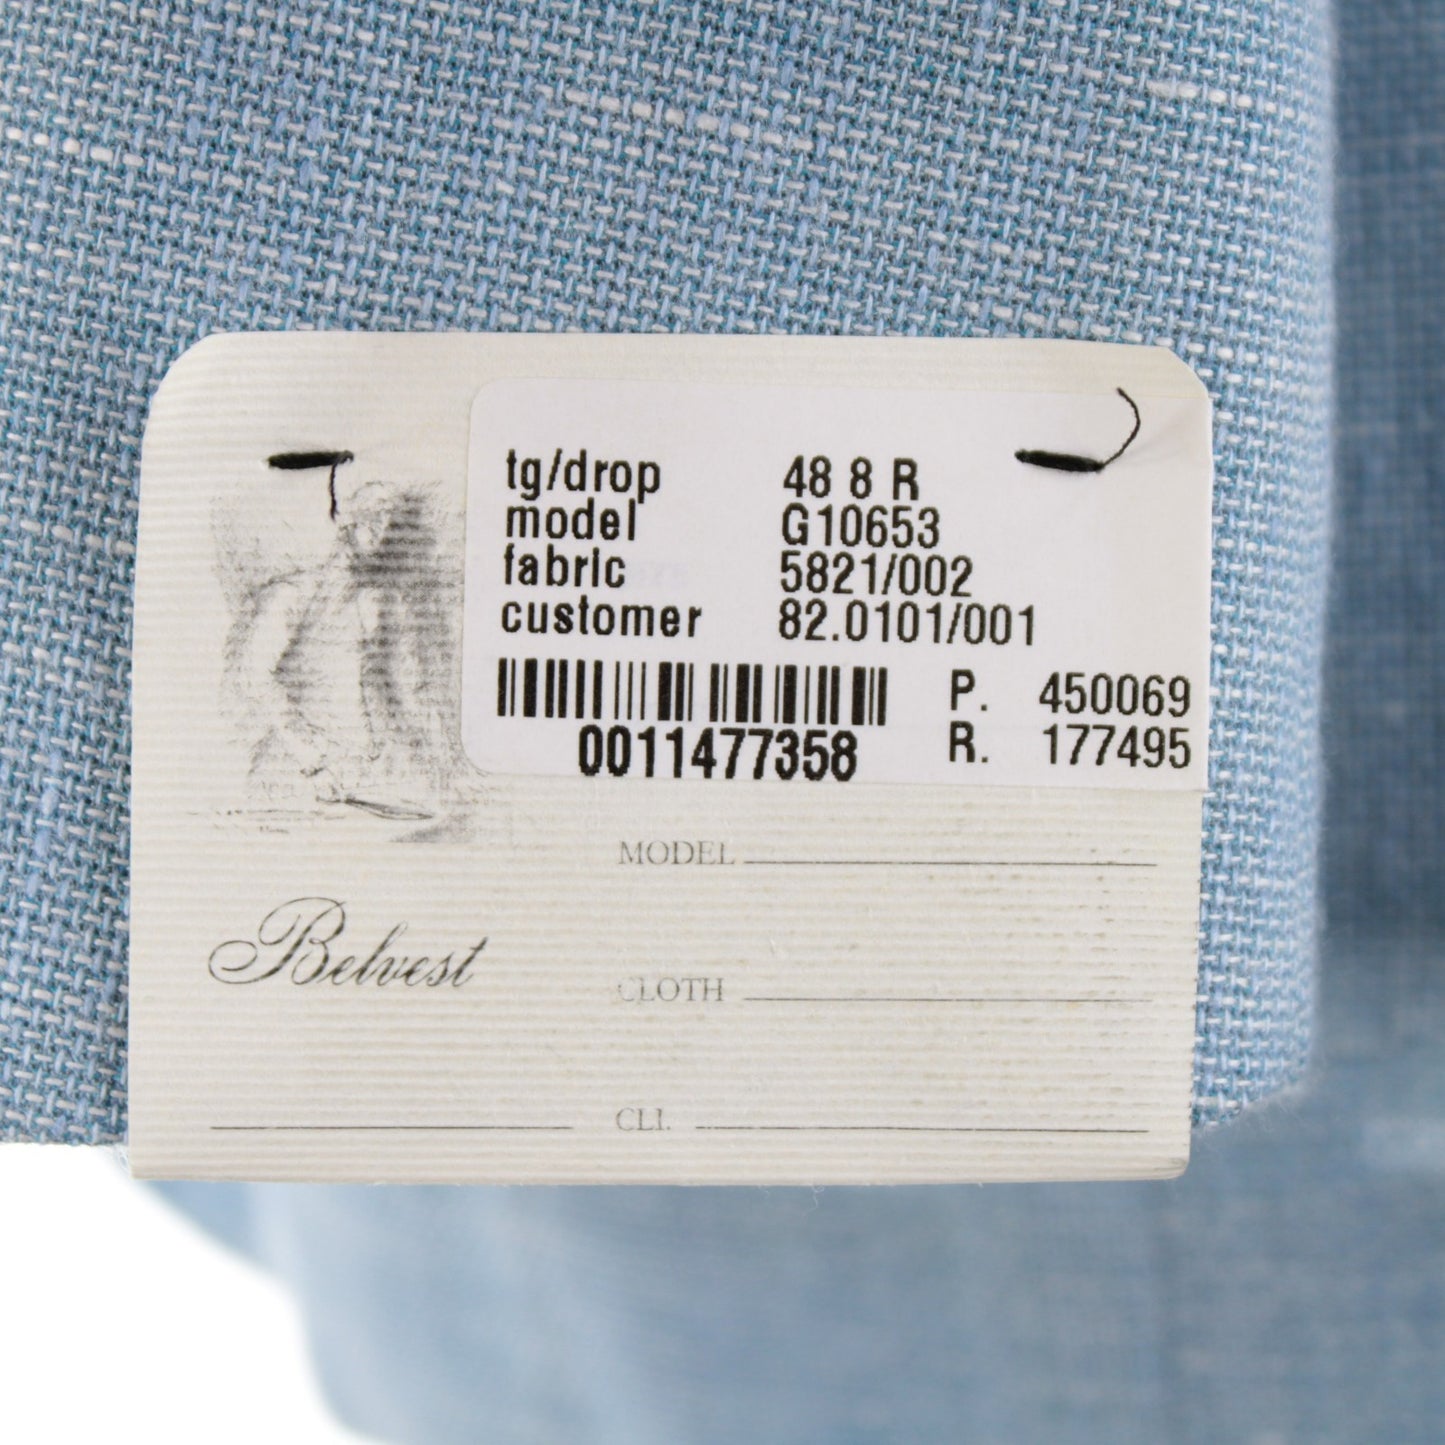 tg/drop 48 8 R
model G10653
fabric 5821/002
customer 82.0101/001
P. 450069
0011477358 R. 177495
MODEL
Belvest
CLOTH
CLI.